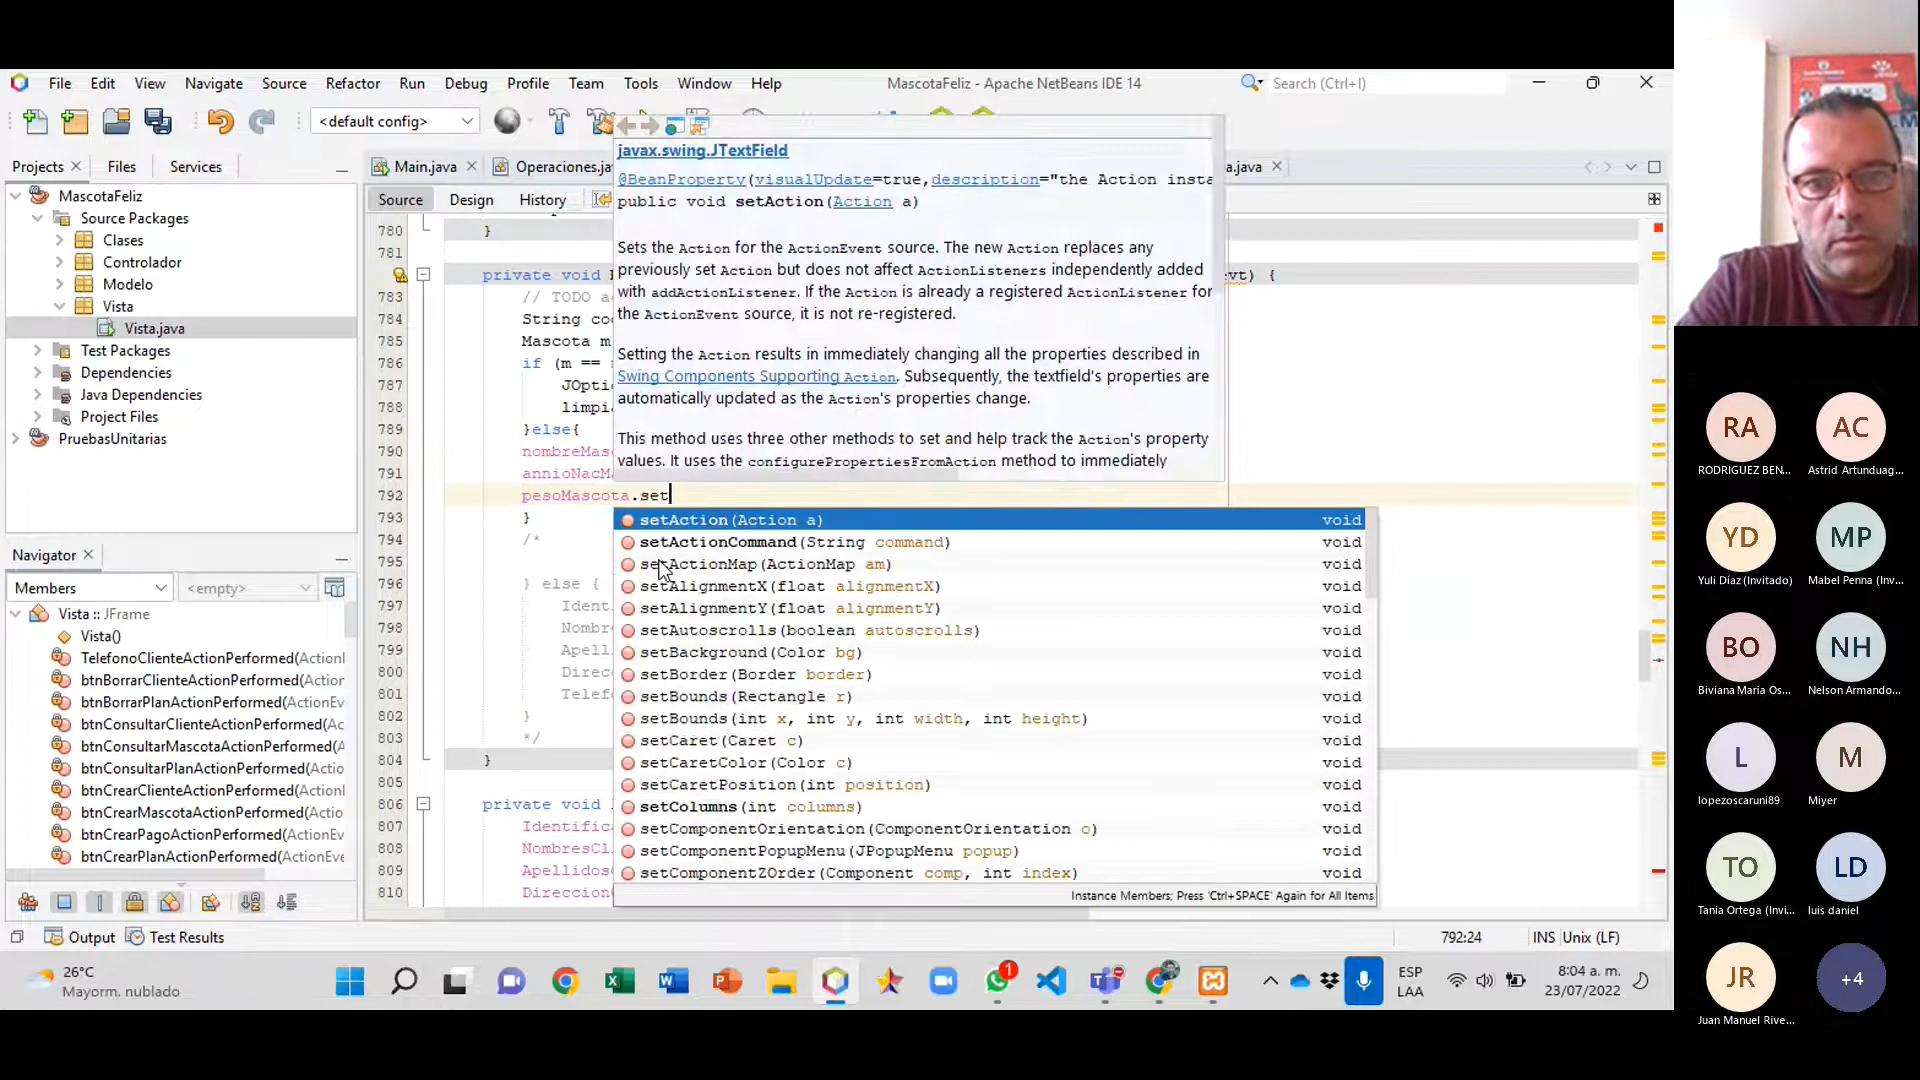 File Edit View Navigate Source Refactor Run Debug Profile Team Tools Window Help
MascotaFeliz - Apache NetBeans IDE 14
Search (Ctrl+I)
<default config>
Projects
Files
Services
Main.java
Operaciones.ja
a.java
MascotaFeliz
Source Packages
Clases
Controlador
Modelo
Vista
Vista.java
Test Packages
Dependencies
Java Dependencies
Project Files
PruebasUnitarias
Navigator
Members
<empty>
Vista :: JFrame
Vista()
TelefonoClienteActionPerformed(ActionI
btnBorrarClienteActionPerformed(Action
btnBorrarPlanActionPerformed(ActionEv
btnConsultarClienteActionPerformed(Act
btnConsultarMascotaActionPerformed(A
btnConsultarPlanActionPerformed(Actio
btnCrearClienteActionPerformed(Action
btnCrearMascotaActionPerformed(Action
btnCrearPagoActionPerformed(ActionEv
btnCrearPlanActionPerformed(ActionEve
Source Design History
780 }
781
private void
vt) {
783 // TODO a
784 String co
785 Mascota m
786 if (m ==
787 JOpti
788 limpi
789 }else{
790 nombreMas
791 annioNacM
792 pesoMascota.set
793 }
794 /*
795
796 } else {
797 Identi
798 Nombre
799 Apell
800 Direc
801 Telef
802 }
803 */
804 }
805
806 private void
807 Identific
808 NombresCl
809 Apellidos
810 Direccion
javax.swing.JTextField
@BeanProperty(visualUpdate=true,description="the Action insta
public void setAction(Action a)
Sets the Action for the ActionEvent source. The new Action replaces any
previously set Action but does not affect ActionListeners independently added
with addActionListener. If the Action is already a registered ActionListener for
the ActionEvent source, it is not re-registered.
Setting the Action results in immediately changing all the properties described in
Swing Components Supporting Action. Subsequently, the textfield's properties are
automatically updated as the Action's properties change.
This method uses three other methods to set and help track the Action's property
values. It uses the configurePropertiesFromAction method to immediately
setAction(Action a) void
setActionCommand(String command) void
setActionMap(ActionMap am) void
setAlignmentX(float alignmentX) void
setAlignmentY(float alignmentY) void
setAutoscrolls(boolean autoscrolls) void
setBackground(Color bg) void
setBorder(Border border) void
setBounds(Rectangle r) void
setBounds(int x, int y, int width, int height) void
setCaret(Caret c) void
setCaretColor(Color c) void
setCaretPosition(int position) void
setColumns(int columns) void
setComponentOrientation(ComponentOrientation o) void
setComponentPopupMenu(JPopupMenu popup) void
setComponentZOrder(Component comp, int index) void
Instance Members; Press 'Ctrl+SPACE' Again for All Items
Output
Test Results
792:24
INS Unix (LF)
26°C
Mayorm. nublado
1
ESP
LAA
8:04 a. m.
23/07/2022
RA
RODRIGUEZ BEN...
AC
Astrid Artunduag...
YD
Yuli Díaz (Invitado)
MP
Mabel Penna (Inv...
BO
Biviana Maria Os...
NH
Nelson Armando...
L
lopezoscaruni89
M
Miyer
TO
Tania Ortega (Invi...
LD
luis daniel
JR
Juan Manuel Rive...
+4